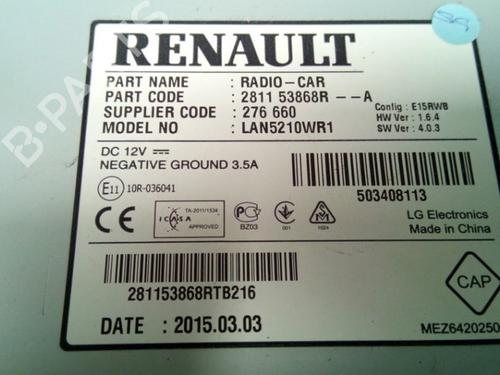 RENAULT
PART NAME : RADIO-CAR
PART CODE : 2811 53868R --A
SUPPLIER CODE : 276 660
MODEL NO : LAN5210WR1
Config : E15RWB
HW Ver : 1.6.4
SW Ver : 4.0.3
DC 12V
NEGATIVE GROUND 3.5A
E11 10R-036041
503408113
CE
ICASA
TA-2011/1534
APPROVED
BZ03
001
1024
LG Electronics
Made in China
281153868RTB216
CAP
DATE : 2015.03.03
MEZ6420250
B-PARTS